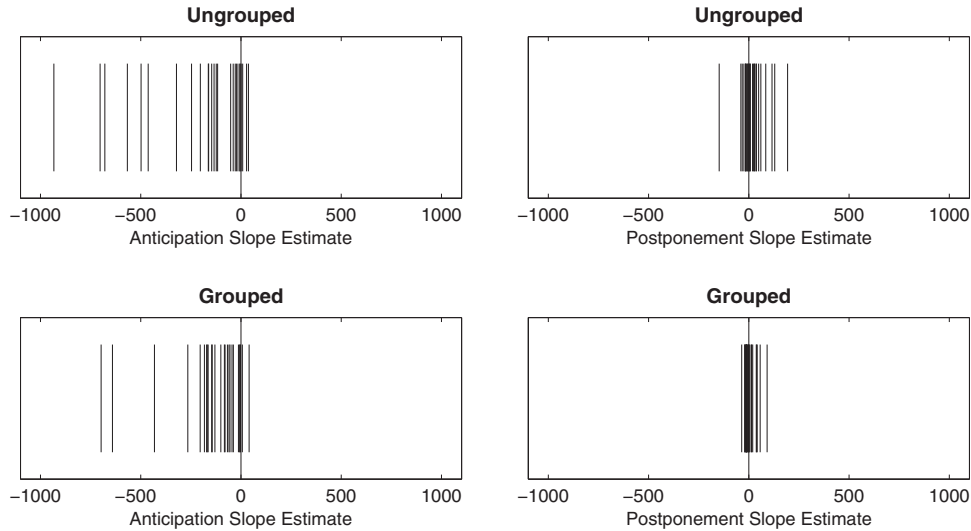 Ungrouped
Ungrouped
−1000 −500 0 500 1000
−1000 −500 0 500 1000
Anticipation Slope Estimate
Postponement Slope Estimate
Grouped
Grouped
−1000 −500 0 500 1000
−1000 −500 0 500 1000
Anticipation Slope Estimate
Postponement Slope Estimate